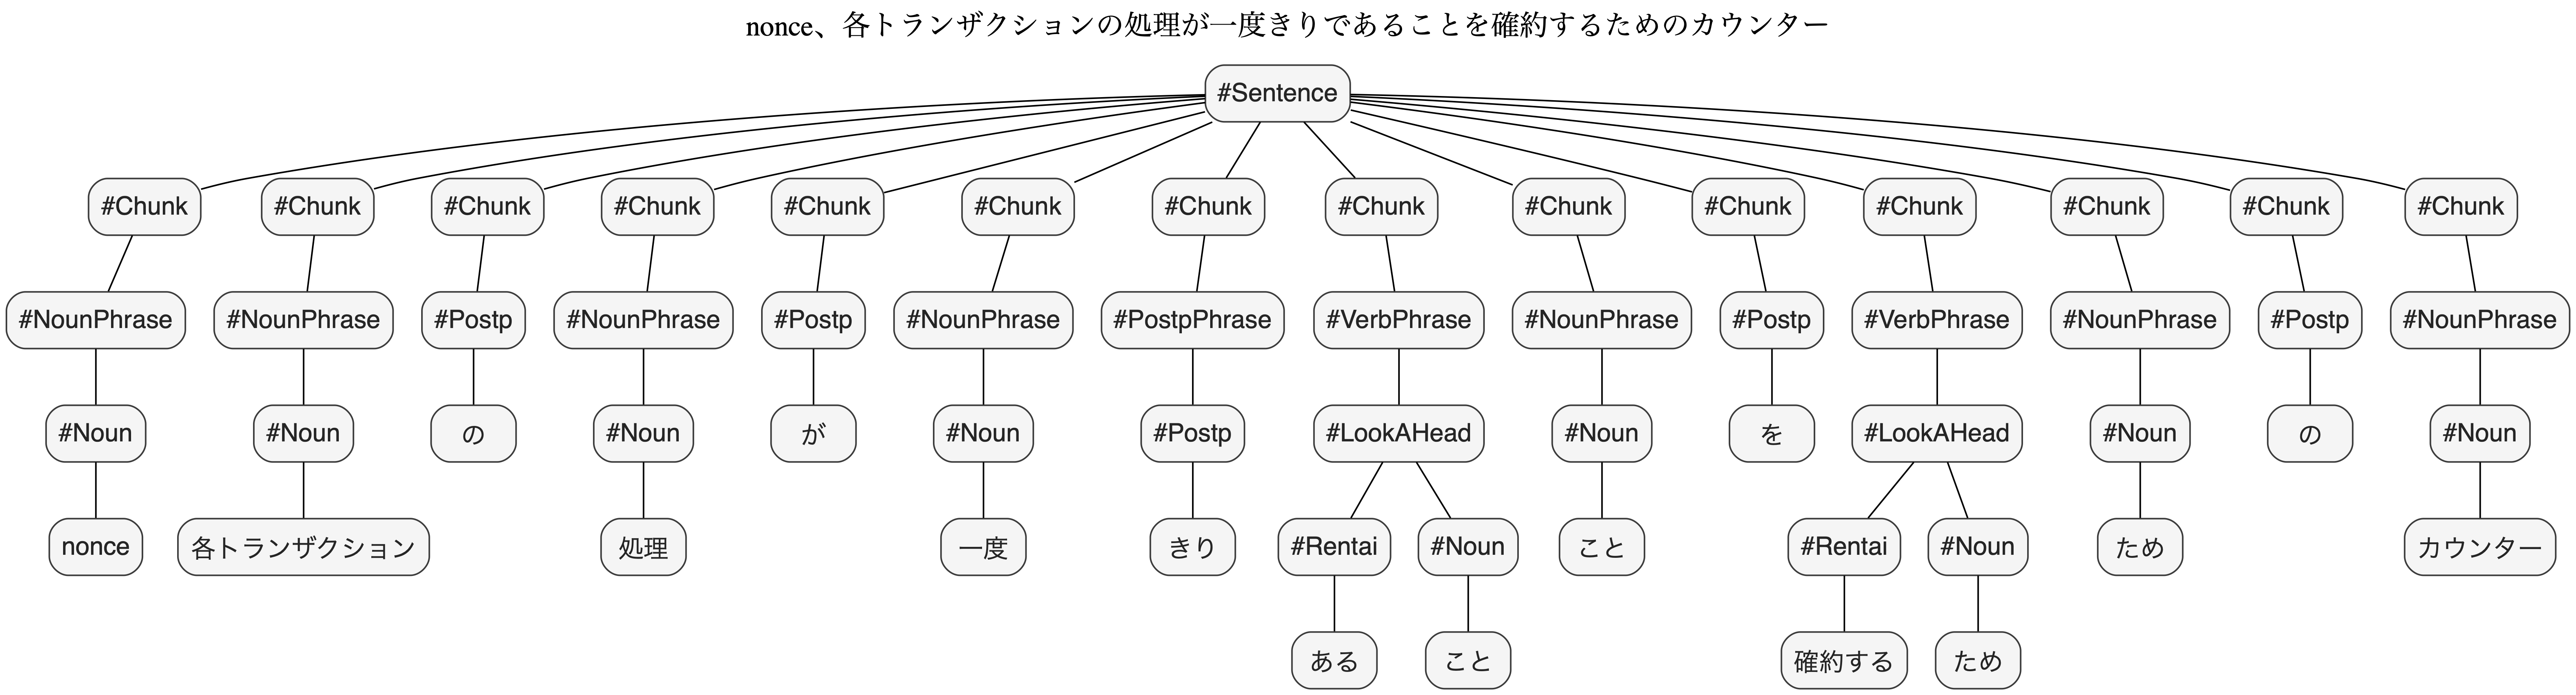 nonce、各トランザクションの処理が一度きりであることを確約するためのカウンター
#Sentence
#Chunk #Chunk #Chunk #Chunk #Chunk #Chunk #Chunk #Chunk #Chunk #Chunk #Chunk #Chunk #Chunk #Chunk
#NounPhrase #NounPhrase #Postp #NounPhrase #Postp #NounPhrase #PostpPhrase #VerbPhrase #NounPhrase #Postp #VerbPhrase #NounPhrase #Postp #NounPhrase
#Noun #Noun の #Noun が #Noun #Postp #LookAHead #Noun を #LookAHead #Noun の #Noun
nonce 各トランザクション 処理 一度 きり #Rentai #Noun こと #Rentai #Noun ため カウンター
ある こと 確約する ため